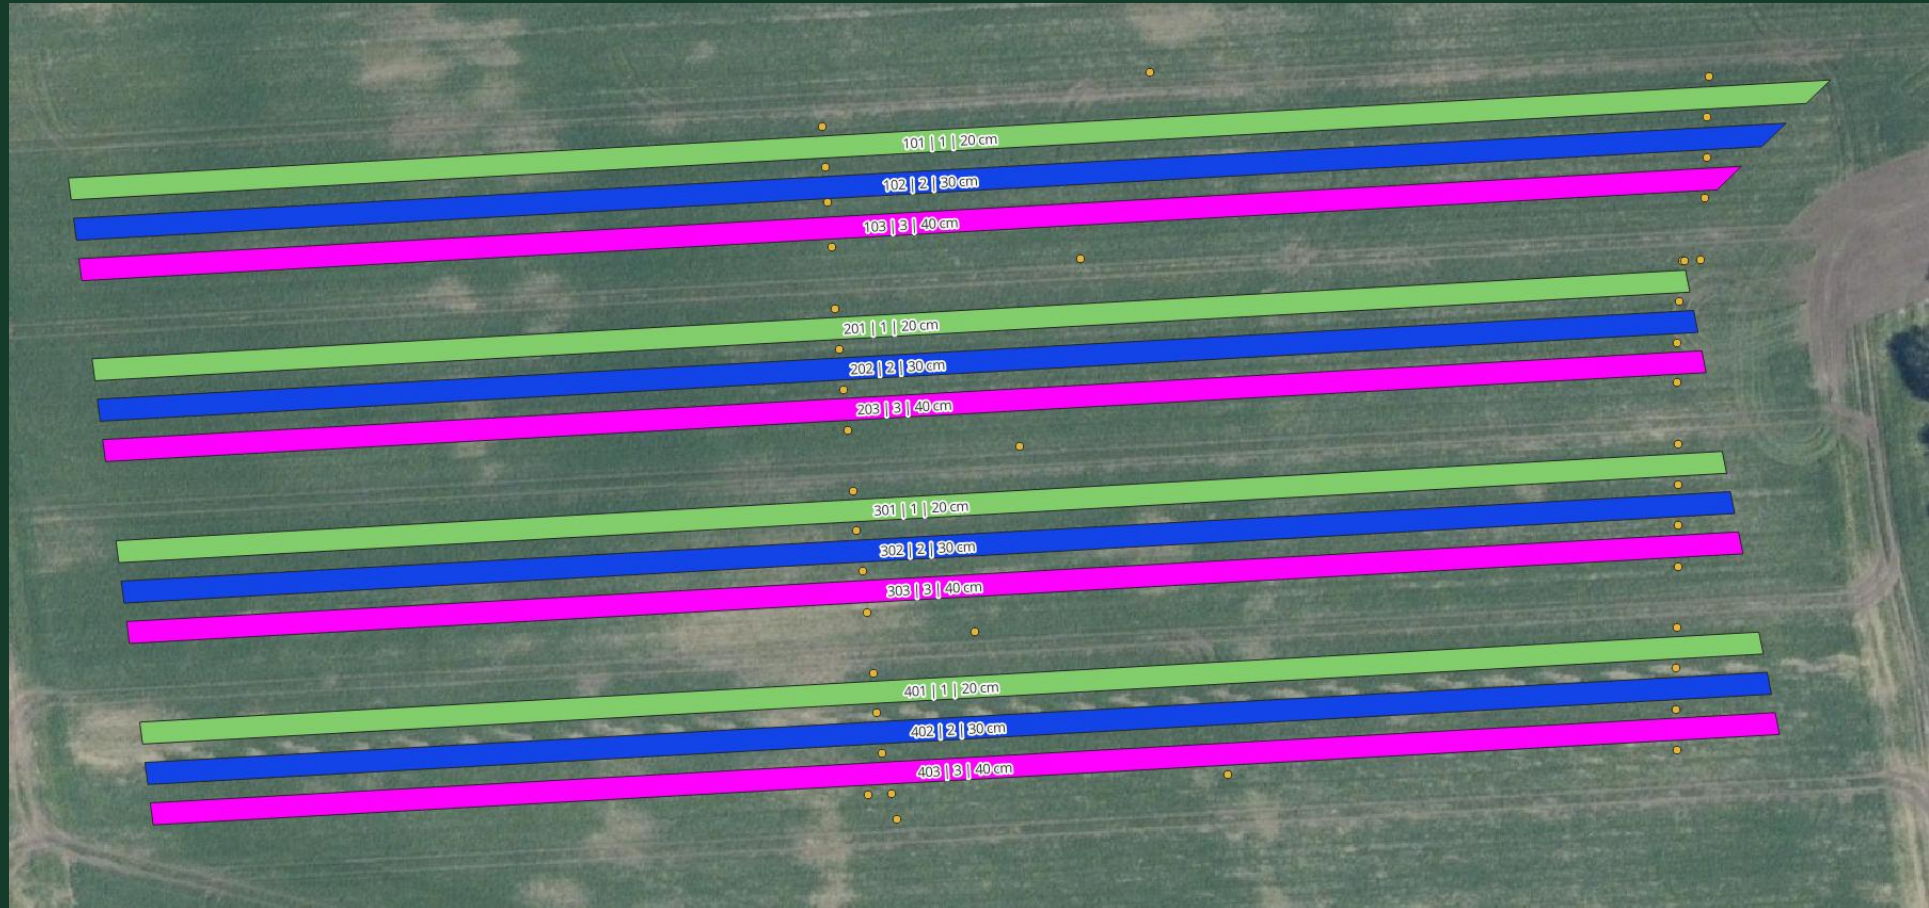 101 | 1 | 20 cm
102 | 2 | 30 cm
103 | 3 | 40 cm
201 | 1 | 20 cm
202 | 2 | 30 cm
203 | 3 | 40 cm
301 | 1 | 20 cm
302 | 2 | 30 cm
303 | 3 | 40 cm
401 | 1 | 20 cm
402 | 2 | 30 cm
403 | 3 | 40 cm